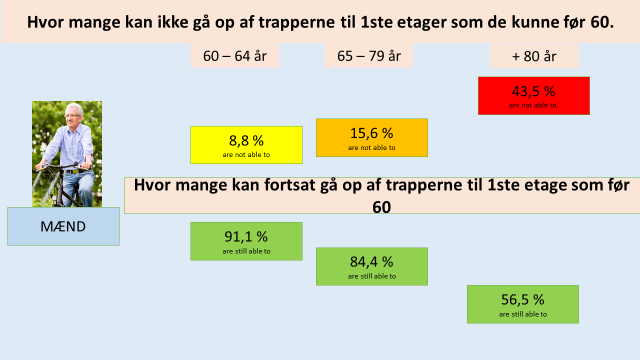 Hvor mange kan ikke gå op af trapperne til 1ste etager som de kunne før 60.
60 – 64 år
65 – 79 år
+ 80 år
43,5 %
are not able to
8,8 %
are not able to
15,6 %
are not able to
Hvor mange kan fortsat gå op af trapperne til 1ste etage som før
60
MÆND
91,1 %
are still able to
84,4 %
are still able to
56,5 %
are still able to